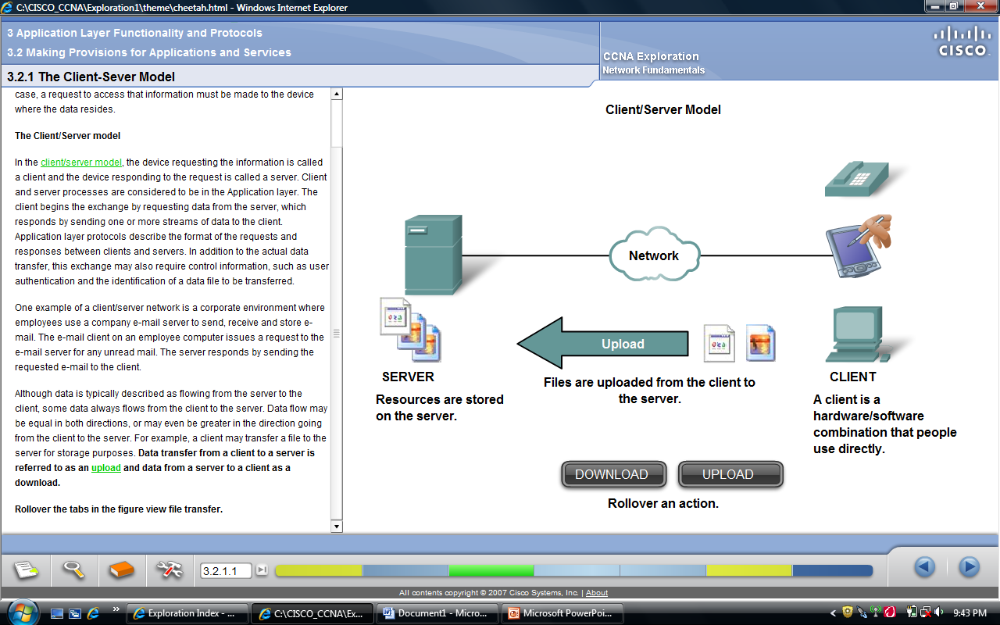 C:\CISCO_CCNA\Exploration1\theme\cheetah.html - Windows Internet Explorer
3 Application Layer Functionality and Protocols
3.2 Making Provisions for Applications and Services
3.2.1 The Client-Sever Model
CCNA Exploration
Network Fundamentals
CISCO
case, a request to access that information must be made to the device
where the data resides.
The Client/Server model
In the client/server model, the device requesting the information is called
a client and the device responding to the request is called a server. Client
and server processes are considered to be in the Application layer. The
client begins the exchange by requesting data from the server, which
responds by sending one or more streams of data to the client.
Application layer protocols describe the format of the requests and
responses between clients and servers. In addition to the actual data
transfer, this exchange may also require control information, such as user
authentication and the identification of a data file to be transferred.
One example of a client/server network is a corporate environment where
employees use a company e-mail server to send, receive and store e-
mail. The e-mail client on an employee computer issues a request to the
e-mail server for any unread mail. The server responds by sending the
requested e-mail to the client.
Although data is typically described as flowing from the server to the
client, some data always flows from the client to the server. Data flow may
be equal in both directions, or may even be greater in the direction going
from the client to the server. For example, a client may transfer a file to the
server for storage purposes. Data transfer from a client to a server is
referred to as an upload and data from a server to a client as a
download.
Rollover the tabs in the figure view file transfer.
Client/Server Model
Network
Upload
SERVER
Resources are stored
on the server.
Files are uploaded from the client to
the server.
CLIENT
A client is a
hardware/software
combination that people
use directly.
DOWNLOAD
UPLOAD
Rollover an action.
3.2.1.1
All contents copyright © 2007 Cisco Systems, Inc. | About
Exploration Index - ...
C:\CISCO_CCNA\Ex...
Document1 - Micro...
Microsoft PowerPoi...
9:43 PM